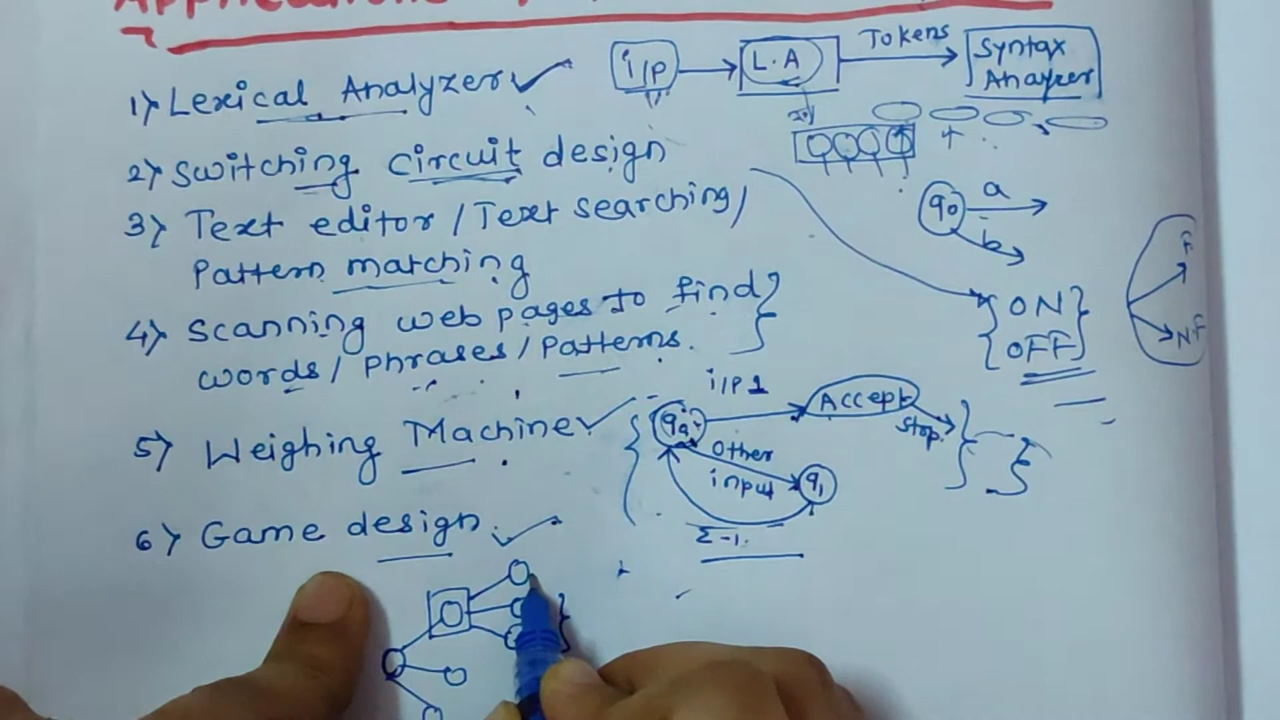 Applications
1) Lexical Analyzer
i/p
L.A
Tokens
Syntax
Analyzer
2) Switching circuit design
3) Text editor / Text searching /
Pattern matching
q0
a
b
4) Scanning web pages to find
words / Phrases / Patterns.
ON
OFF
F
NF
5) Weighing Machine
i/p 1
Accept
Stop.
Other
input
q1
Σ-1.
6) Game design.